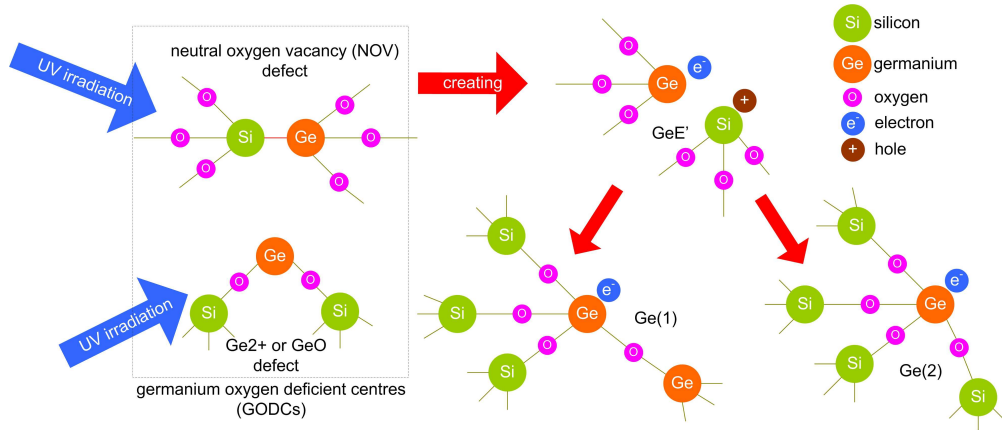 UV irradiation
neutral oxygen vacancy (NOV)
defect
O
O
O
Si
Ge
O
O
O
creating
O
O
O
Ge
e-
+
Si
GeE'
O
O
O
Si
silicon
Ge
germanium
O
oxygen
e-
electron
+
hole
UV irradiation
Ge
O
O
Si
Si
Ge2+ or GeO
defect
germanium oxygen deficient centres
(GODCs)
Si
O
e-
Si
O
Ge
Ge(1)
O
O
Si
Ge
Si
O
e-
Si
O
Ge
O
O
Si
Ge(2)
Si